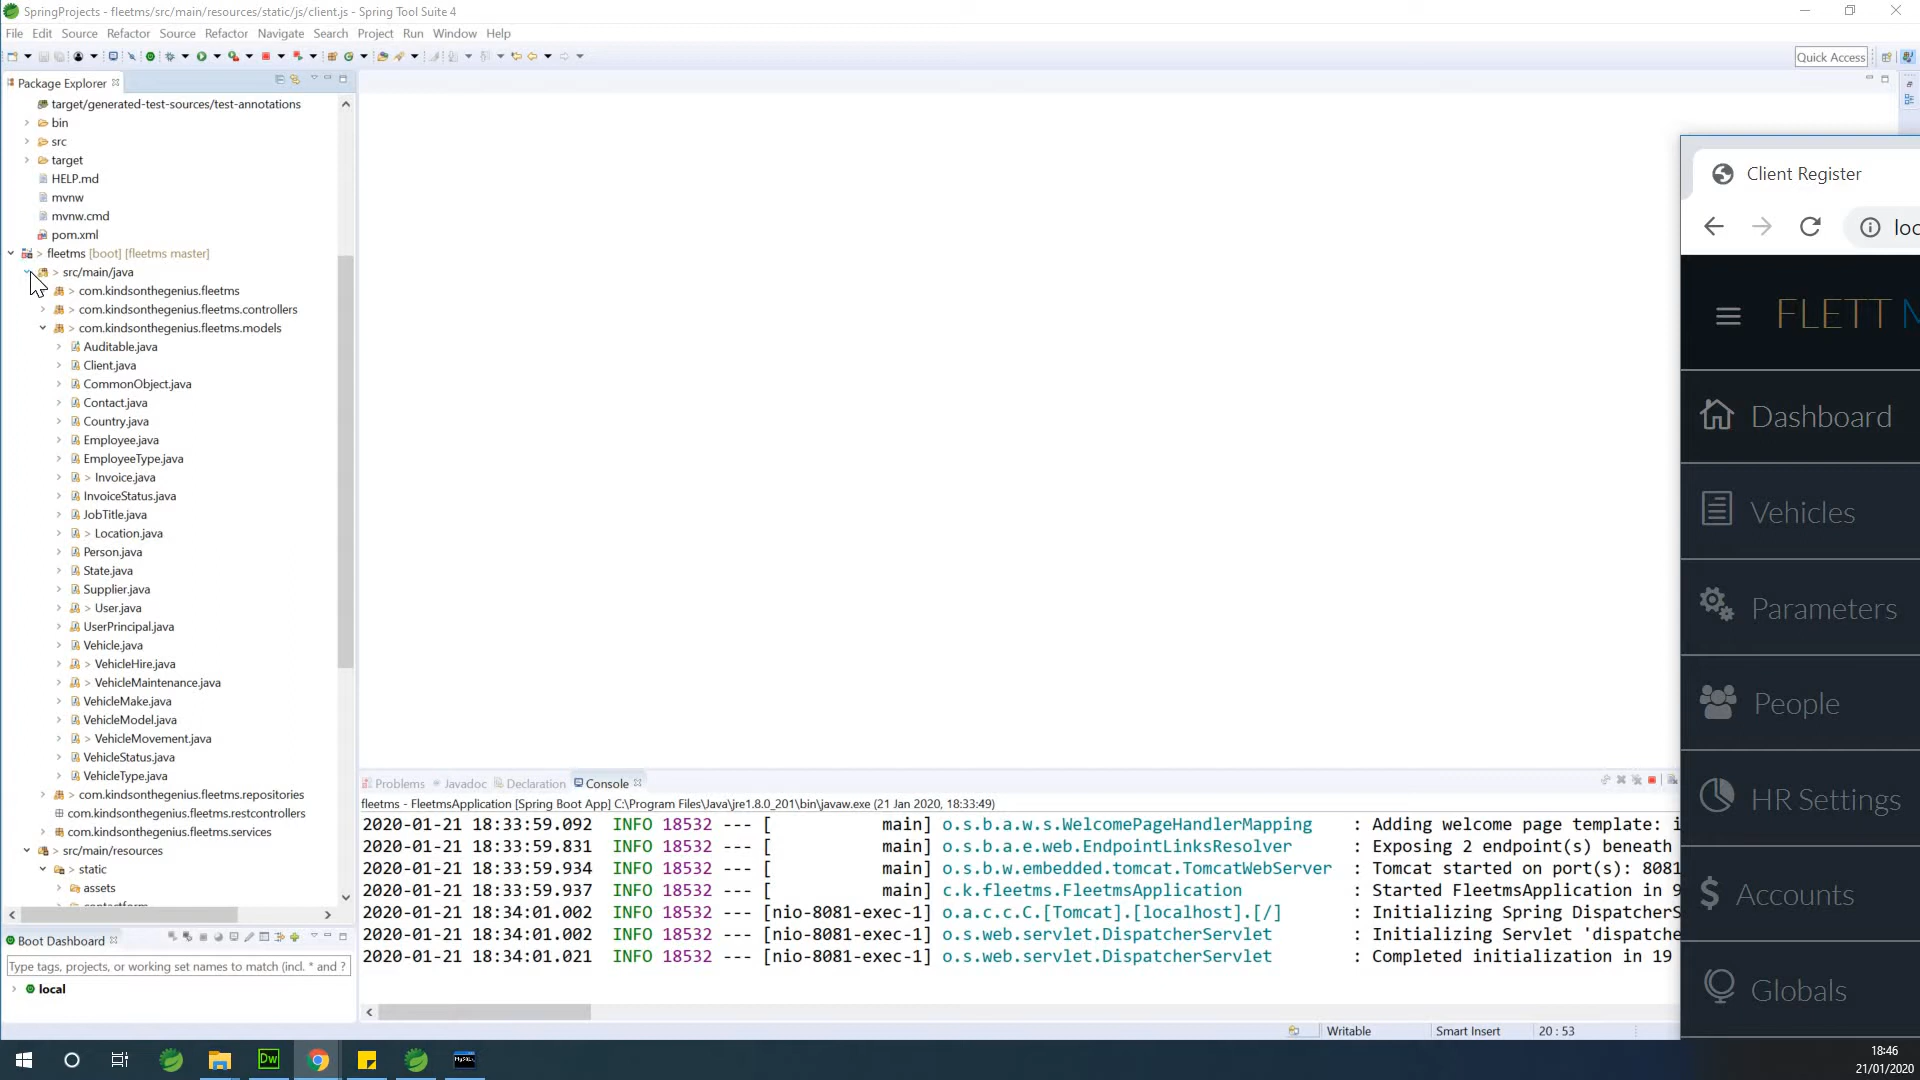 SpringProjects - fleetms/src/main/resources/static/js/client.js - Spring Tool Suite 4
File Edit Source Refactor Source Refactor Navigate Search Project Run Window Help
Quick Access
Package Explorer
target/generated-test-sources/test-annotations
bin
src
target
HELP.md
mvnw
mvnw.cmd
pom.xml
> fleetms [boot] [fleetms master]
> src/main/java
> com.kindsonthegenius.fleetms
> com.kindsonthegenius.fleetms.controllers
> com.kindsonthegenius.fleetms.models
Auditable.java
Client.java
CommonObject.java
Contact.java
Country.java
Employee.java
EmployeeType.java
> Invoice.java
InvoiceStatus.java
JobTitle.java
> Location.java
Person.java
State.java
Supplier.java
> User.java
UserPrincipal.java
Vehicle.java
> VehicleHire.java
> VehicleMaintenance.java
VehicleMake.java
VehicleModel.java
> VehicleMovement.java
VehicleStatus.java
VehicleType.java
> com.kindsonthegenius.fleetms.repositories
com.kindsonthegenius.fleetms.restcontrollers
com.kindsonthegenius.fleetms.services
> src/main/resources
> static
assets
Boot Dashboard
Type tags, projects, or working set names to match (incl. * and ?
local
Problems Javadoc Declaration Console
fleetms - FleetmsApplication [Spring Boot App] C:\Program Files\Java\jre1.8.0_201\bin\javaw.exe (21 Jan 2020, 18:33:49)
2020-01-21 18:33:59.092 INFO 18532 --- [ main] o.s.b.a.w.s.WelcomePageHandlerMapping : Adding welcome page template: i
2020-01-21 18:33:59.831 INFO 18532 --- [ main] o.s.b.a.e.web.EndpointLinksResolver : Exposing 2 endpoint(s) beneath
2020-01-21 18:33:59.934 INFO 18532 --- [ main] o.s.b.w.embedded.tomcat.TomcatWebServer : Tomcat started on port(s): 8081
2020-01-21 18:33:59.937 INFO 18532 --- [ main] c.k.fleetms.FleetmsApplication : Started FleetmsApplication in 9
2020-01-21 18:34:01.002 INFO 18532 --- [nio-8081-exec-1] o.a.c.c.C.[Tomcat].[localhost].[/] : Initializing Spring DispatcherS
2020-01-21 18:34:01.002 INFO 18532 --- [nio-8081-exec-1] o.s.web.servlet.DispatcherServlet : Initializing Servlet 'dispatche
2020-01-21 18:34:01.021 INFO 18532 --- [nio-8081-exec-1] o.s.web.servlet.DispatcherServlet : Completed initialization in 19
Writable Smart Insert 20 : 53
Client Register
loc
FLETT M
Dashboard
Vehicles
Parameters
People
HR Settings
Accounts
Globals
Dw
MySQL
18:46
21/01/2020